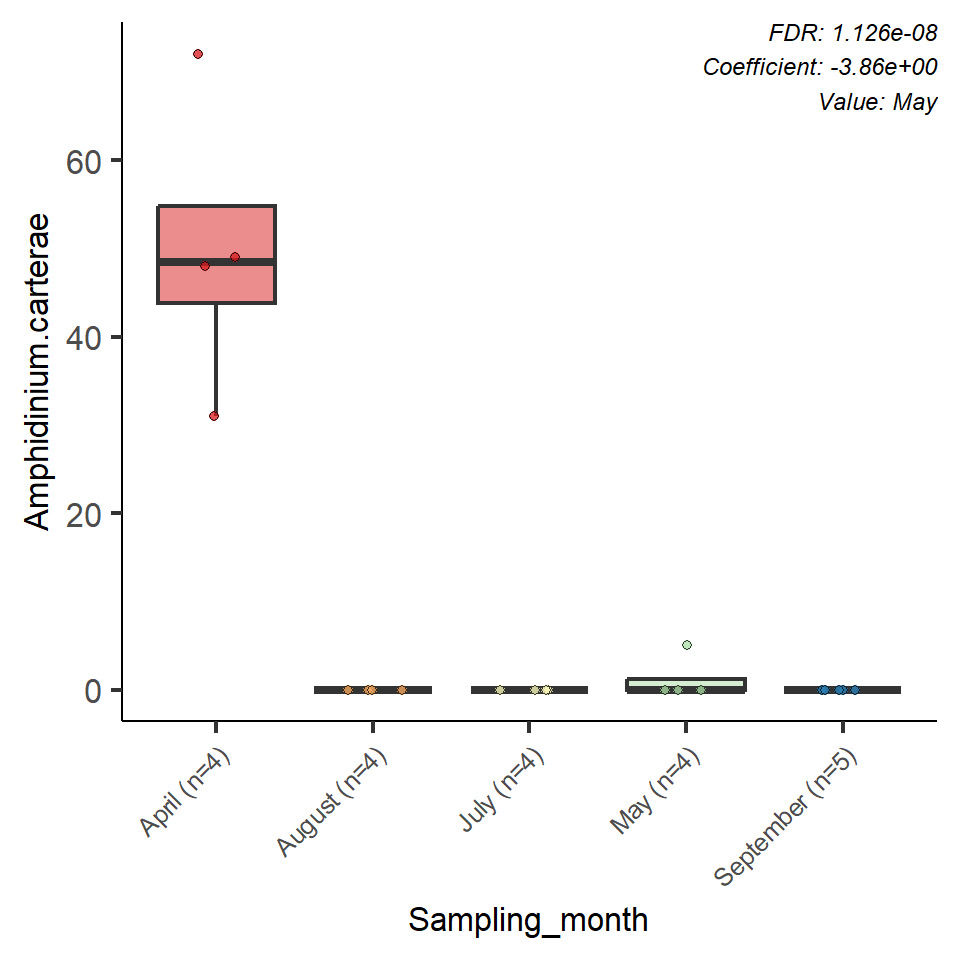 FDR: 1.126e-08
Coefficient: -3.86e+00
Value: May
Amphidinium.carterae
60
40
20
0
April (n=4)
August (n=4)
July (n=4)
May (n=4)
September (n=5)
Sampling_month